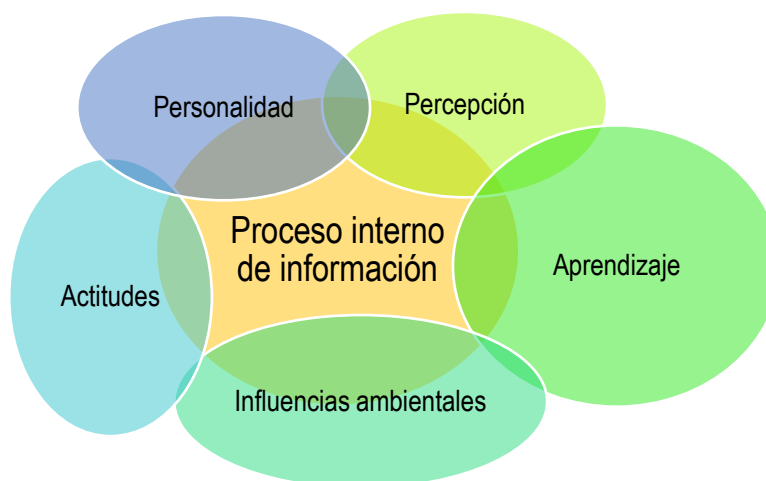 Personalidad
Percepción
Proceso interno
de información
Aprendizaje
Actitudes
Influencias ambientales